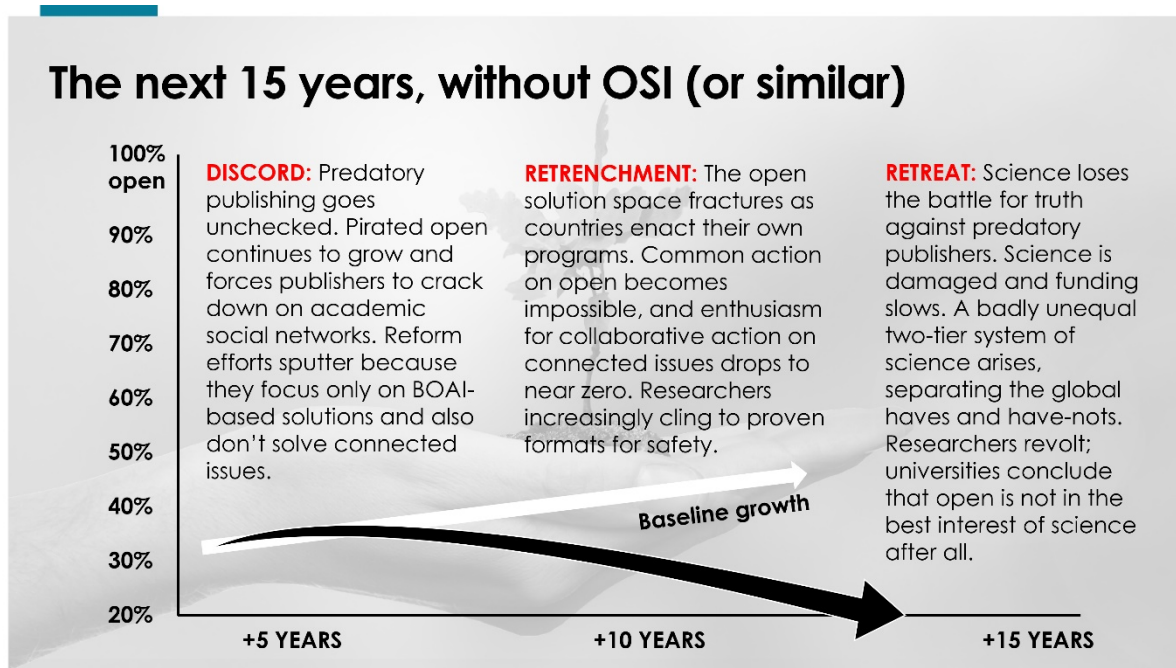 The next 15 years, without OSI (or similar)
100%
open
90%
80%
70%
60%
50%
40%
30%
20%
DISCORD: Predatory
publishing goes
unchecked. Pirated open
continues to grow and
forces publishers to crack
down on academic
social networks. Reform
efforts sputter because
they focus only on BOAI-
based solutions and also
don’t solve connected
issues.
RETRENCHMENT: The open
solution space fractures as
countries enact their own
programs. Common action
on open becomes
impossible, and enthusiasm
for collaborative action on
connected issues drops to
near zero. Researchers
increasingly cling to proven
formats for safety.
RETREAT: Science loses
the battle for truth
against predatory
publishers. Science is
damaged and funding
slows. A badly unequal
two-tier system of
science arises,
separating the global
haves and have-nots.
Researchers revolt;
universities conclude
that open is not in the
best interest of science
after all.
Baseline growth
+5 YEARS
+10 YEARS
+15 YEARS